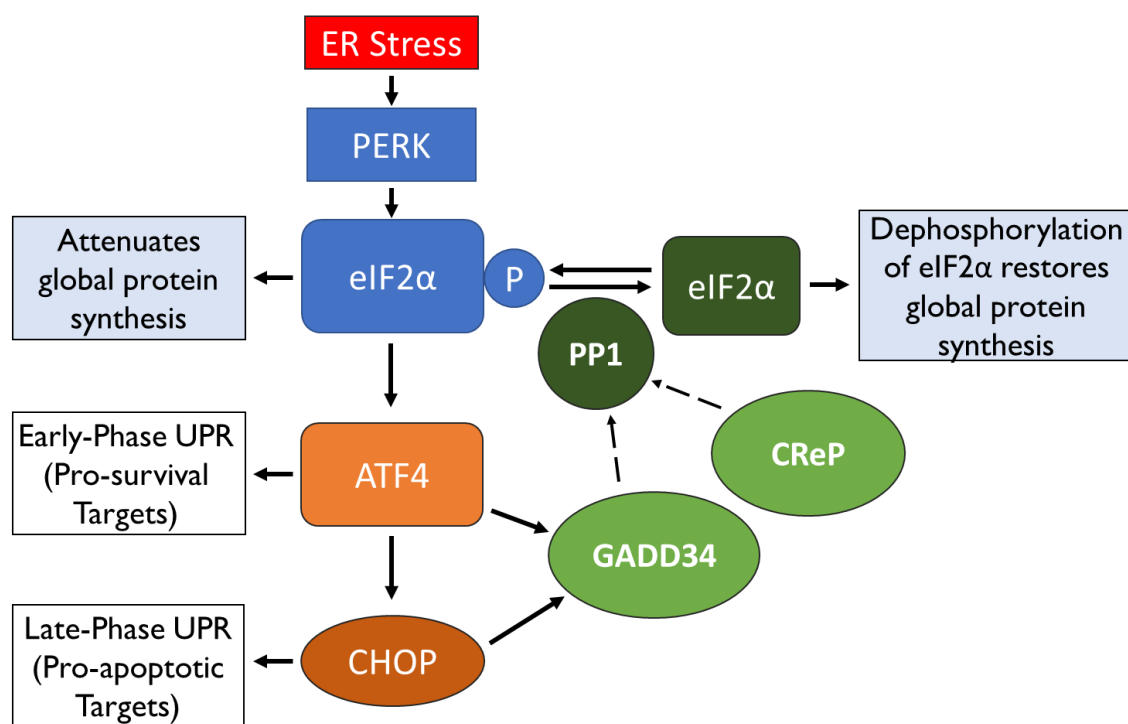 ER Stress
PERK
Attenuates
global protein
synthesis
eIF2α
P
eIF2α
Dephosphorylation
of eIF2α restores
global protein
synthesis
PP1
CReP
Early-Phase UPR
(Pro-survival
Targets)
ATF4
GADD34
Late-Phase UPR
(Pro-apoptotic
Targets)
CHOP